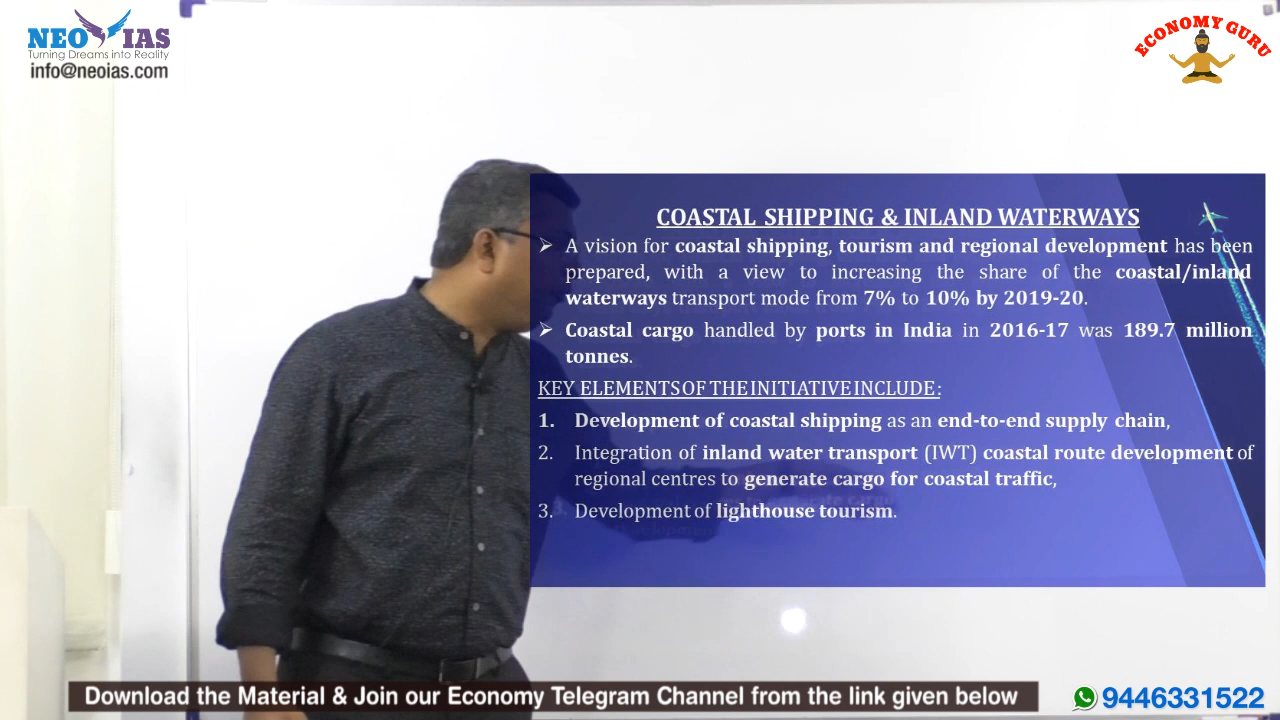 NEO IAS
Turning Dreams into Reality
info@neoias.com
ECONOMY GURU
COASTAL SHIPPING & INLAND WATERWAYS
➢ A vision for coastal shipping, tourism and regional development has been
prepared, with a view to increasing the share of the coastal/inland
waterways transport mode from 7% to 10% by 2019-20.
➢ Coastal cargo handled by ports in India in 2016-17 was 189.7 million
tonnes.
KEY ELEMENTS OF THE INITIATIVE INCLUDE:
1. Development of coastal shipping as an end-to-end supply chain,
2. Integration of inland water transport (IWT) coastal route development of
regional centres to generate cargo for coastal traffic,
3. Development of lighthouse tourism.
Download the Material & Join our Economy Telegram Channel from the link given below
9446331522